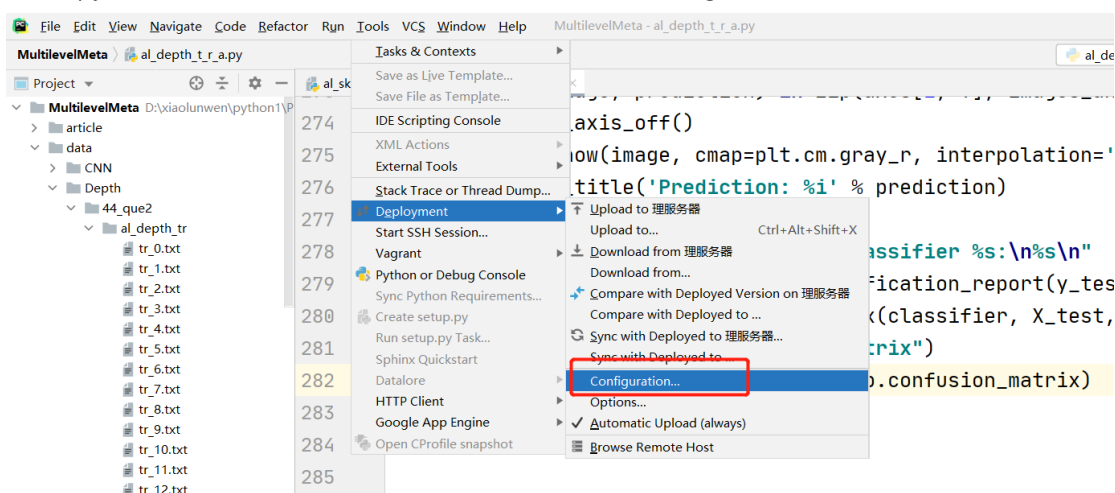 File Edit View Navigate Code Refactor Run Tools VCS Window Help MultilevelMeta - al_depth_t_r_a.py
MultilevelMeta al_depth_t_r_a.py
al_de
Project
al_sk
MultilevelMeta D:\xiaolunwen\python1\P
article
data
CNN
Depth
44_que2
al_depth_tr
tr_0.txt
tr_1.txt
tr_2.txt
tr_3.txt
tr_4.txt
tr_5.txt
tr_6.txt
tr_7.txt
tr_8.txt
tr_9.txt
tr_10.txt
tr_11.txt
tr_12.txt
Tasks & Contexts
Save as Live Template...
Save File as Template...
IDE Scripting Console
XML Actions
External Tools
Stack Trace or Thread Dump...
Deployment
Start SSH Session...
Vagrant
Python or Debug Console
Sync Python Requirements...
Create setup.py
Run setup.py Task...
Sphinx Quickstart
Datalore
HTTP Client
Google App Engine
Open CProfile snapshot
Upload to 理服务器
Upload to... Ctrl+Alt+Shift+X
Download from 理服务器
Download from...
Compare with Deployed Version on 理服务器
Compare with Deployed to ...
Sync with Deployed to 理服务器...
Sync with Deployed to ...
Configuration...
Options...
Automatic Upload (always)
Browse Remote Host
274 _axis_off()
275 how(image, cmap=plt.cm.gray_r, interpolation='
276 _title('Prediction: %i' % prediction)
277
278 assifier %s:\n%s\n"
279 fication_report(y_tes
280 x(classifier, X_test,
281 trix")
282 p.confusion_matrix)
283
284
285